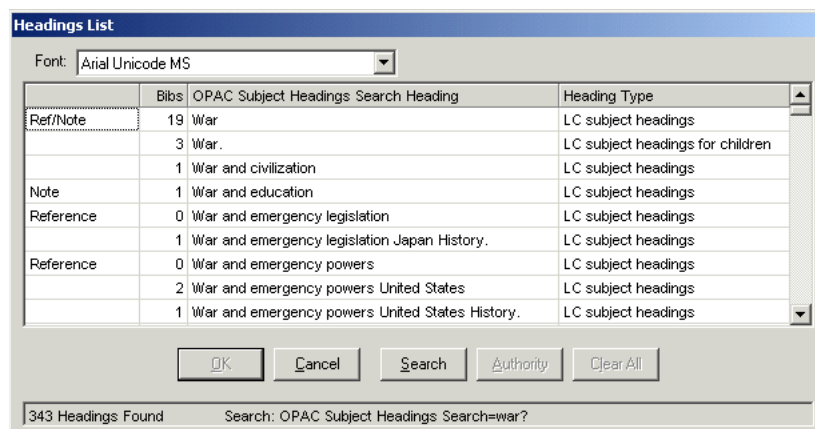 Headings List
Font: Arial Unicode MS
Bibs OPAC Subject Headings Search Heading Heading Type
Ref/Note 19 War LC subject headings
3 War. LC subject headings for children
1 War and civilization LC subject headings
Note 1 War and education LC subject headings
Reference 0 War and emergency legislation LC subject headings
1 War and emergency legislation Japan History. LC subject headings
Reference 0 War and emergency powers LC subject headings
2 War and emergency powers United States LC subject headings
1 War and emergency powers United States History. LC subject headings
OK Cancel Search Authority Clear All
343 Headings Found Search: OPAC Subject Headings Search=war?